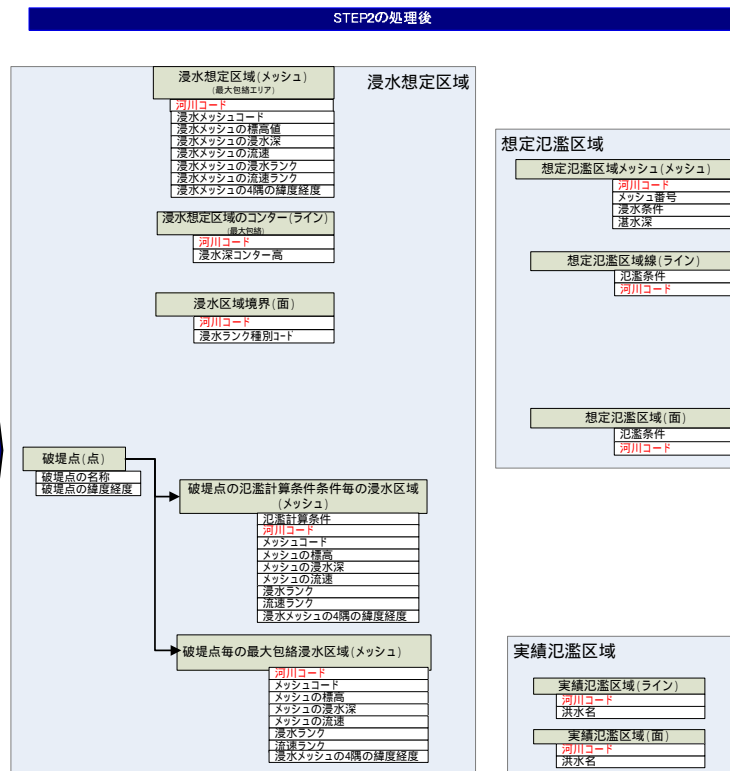 STEP2の処理後
浸水想定区域
浸水想定区域(メッシュ)
(最大包絡エリア)
河川コード
浸水メッシュコード
浸水メッシュの標高値
浸水メッシュの浸水深
浸水メッシュの流速
浸水メッシュの浸水ランク
浸水メッシュの流速ランク
浸水メッシュの4隅の緯度経度
浸水想定区域のコンター(ライン)
(最大包絡)
河川コード
浸水深コンター高
浸水区域境界(面)
河川コード
浸水ランク種別コード
破堤点(点)
破堤点の名称
破堤点の緯度経度
破堤点の氾濫計算条件条件毎の浸水区域
(メッシュ)
氾濫計算条件
河川コード
メッシュコード
メッシュの標高
メッシュの浸水深
メッシュの流速
浸水ランク
流速ランク
浸水メッシュの4隅の緯度経度
破堤点毎の最大包絡浸水区域(メッシュ)
河川コード
メッシュコード
メッシュの標高
メッシュの浸水深
メッシュの流速
浸水ランク
流速ランク
浸水メッシュの4隅の緯度経度
想定氾濫区域
想定氾濫区域メッシュ(メッシュ)
河川コード
メッシュ番号
浸水条件
湛水深
想定氾濫区域線(ライン)
氾濫条件
河川コード
想定氾濫区域(面)
氾濫条件
河川コード
実績氾濫区域
実績氾濫区域(ライン)
河川コード
洪水名
実績氾濫区域(面)
河川コード
洪水名